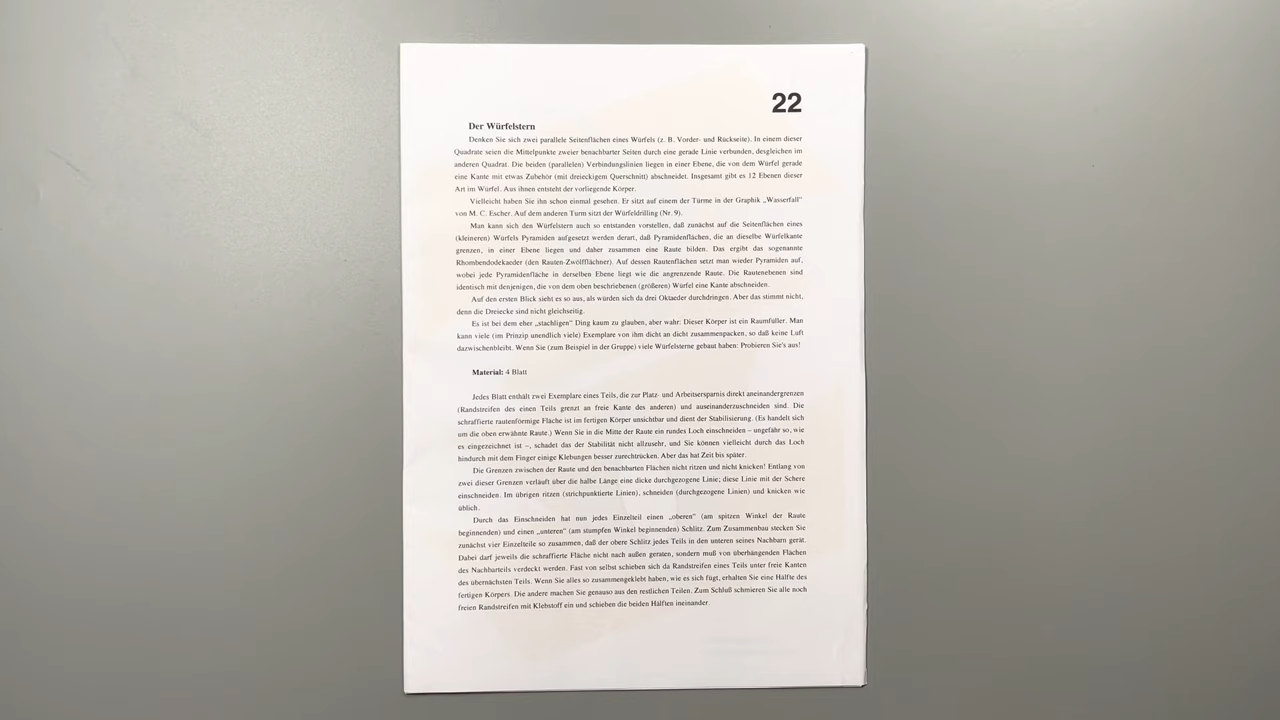 22
Der Würfelstern
Denken Sie sich zwei parallele Seitenflächen eines Würfels (z. B. Vorder- und Rückseite). In einem dieser
Quadrate seien die Mittelpunkte zweier benachbarter Seiten durch eine gerade Linie verbunden, desgleichen im
anderen Quadrat. Die beiden (parallelen) Verbindungslinien liegen in einer Ebene, die von dem Würfel gerade
eine Kante mit etwas Zubehör (mit dreieckigem Querschnitt) abschneidet. Insgesamt gibt es 12 Ebenen dieser
Art im Würfel. Aus ihnen entsteht der vorliegende Körper.
Vielleicht haben Sie ihn schon einmal gesehen. Er sitzt auf einem der Türme in der Graphik „Wasserfall"
von M. C. Escher. Auf dem anderen Turm sitzt der Würfeldrilling (Nr. 9).
Man kann sich den Würfelstern auch so entstanden vorstellen, daß zunächst auf die Seitenflächen eines
(kleineren) Würfels Pyramiden aufgesetzt werden derart, daß Pyramidenflächen, die an dieselbe Würfelkante
grenzen, in einer Ebene liegen und daher zusammen eine Raute bilden. Das ergibt das sogenannte
Rhombendodekaeder (den Rauten-Zwölfflächner). Auf dessen Rautenflächen setzt man wieder Pyramiden auf,
wobei jede Pyramidenfläche in derselben Ebene liegt wie die angrenzende Raute. Die Rautenebenen sind
identisch mit denjenigen, die von dem oben beschriebenen (größeren) Würfel eine Kante abschneiden.
Auf den ersten Blick sieht es so aus, als würden sich da drei Oktaeder durchdringen. Aber das stimmt nicht,
denn die Dreiecke sind nicht gleichseitig.
Es ist bei dem eher „stachligen" Ding kaum zu glauben, aber wahr: Dieser Körper ist ein Raumfüller. Man
kann viele (im Prinzip unendlich viele) Exemplare von ihm dicht an dicht zusammenpacken, so daß keine Luft
dazwischenbleibt. Wenn Sie (zum Beispiel in der Gruppe) viele Würfelsterne gebaut haben: Probieren Sie's aus!
Material: 4 Blatt
Jedes Blatt enthält zwei Exemplare eines Teils, die zur Platz- und Arbeitsersparnis direkt aneinandergrenzen
(Randstreifen des einen Teils grenzt an freie Kante des anderen) und auseinanderzuschneiden sind. Die
schraffierte rautenförmige Fläche ist im fertigen Körper unsichtbar und dient der Stabilisierung. (Es handelt sich
um die oben erwähnte Raute.) Wenn Sie in die Mitte der Raute ein rundes Loch einschneiden – ungefähr so, wie
es eingezeichnet ist –, schadet das der Stabilität nicht allzusehr, und Sie können vielleicht durch das Loch
hindurch mit dem Finger einige Klebungen besser zurechtrücken. Aber das hat Zeit bis später.
Die Grenzen zwischen der Raute und den benachbarten Flächen nicht ritzen und nicht knicken! Entlang von
zwei dieser Grenzen verläuft über die halbe Länge eine dicke durchgezogene Linie; diese Linie mit der Schere
einschneiden. Im übrigen ritzen (strichpunktierte Linien), schneiden (durchgezogene Linien) und knicken wie
üblich.
Durch das Einschneiden hat nun jedes Einzelteil einen „oberen" (am spitzen Winkel der Raute
beginnenden) und einen „unteren" (am stumpfen Winkel beginnenden) Schlitz. Zum Zusammenbau stecken Sie
zunächst vier Einzelteile so zusammen, daß der obere Schlitz jedes Teils in den unteren seines Nachbarn gerät.
Dabei darf jeweils die schraffierte Fläche nicht nach außen geraten, sondern muß von überhängenden Flächen
des Nachbarteils verdeckt werden. Fast von selbst schieben sich da Randstreifen eines Teils unter freie Kanten
des übernächsten Teils. Wenn Sie alles so zusammengeklebt haben, wie es sich fügt, erhalten Sie eine Hälfte des
fertigen Körpers. Die andere machen Sie genauso aus den restlichen Teilen. Zum Schluß schmieren Sie alle noch
freien Randstreifen mit Klebstoff ein und schieben die beiden Hälften ineinander.